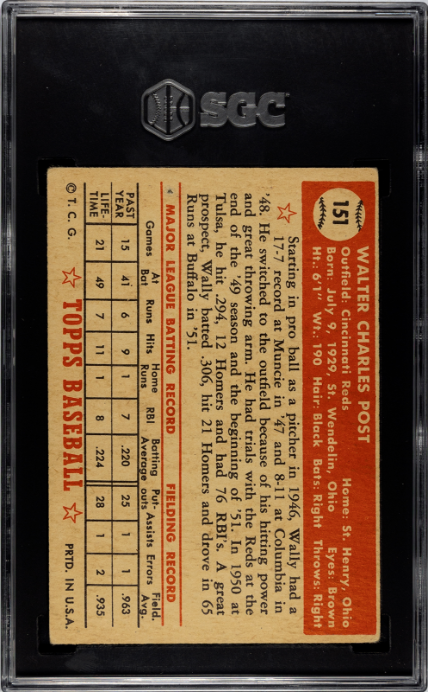 SGC
151
WALTER CHARLES POST
Outfield: Cincinnati Reds Home: St. Henry, Ohio
Born: July 9, 1929, St. Wendelin, Ohio Eyes: Brown
Ht.: 6'1" Wt.: 190 Hair: Black Bats: Right Throws: Right
Starting in pro ball as a pitcher in 1946, Wally had a
17-7 record at Muncie in '47 and 8-11 at Columbia in
'48. He switched to the outfield because of his hitting power
and great throwing arm. He had trials with the Reds at the
end of the '49 season and the beginning of '51. In 1950 at
Tulsa, he hit .294, 12 Homers and had 76 RBI's. A great
prospect, Wally batted .306, hit 21 Homers and drove in 65
Runs at Buffalo in '51.
MAJOR LEAGUE BATTING RECORD FIELDING RECORD
Games At Bat Runs Hits Home Runs RBI Batting Average Put-outs Assists Errors Field. Avg.
PAST YEAR 15 41 6 9 1 7 .220 25 1 1 .963
LIFE-TIME 21 49 7 11 1 8 .224 28 1 2 .935
© T. C. G. TOPPS BASEBALL PRTD. IN U.S.A.